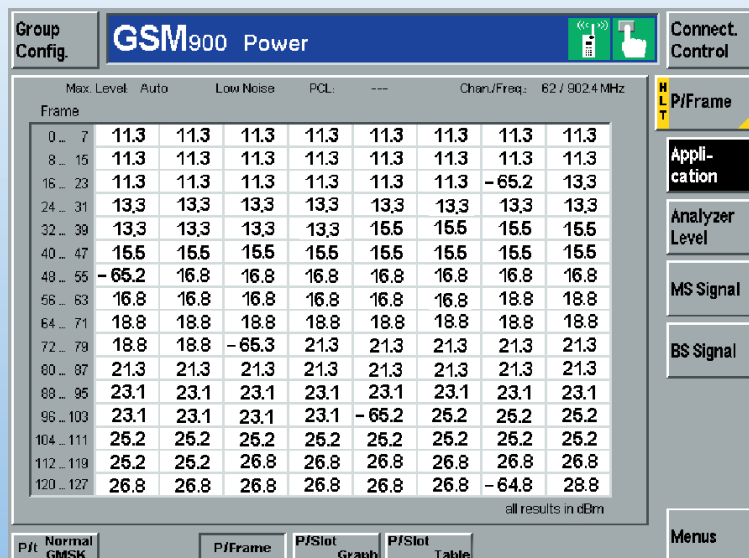 Group
Config.
GSM900 Power
Connect.
Control
Max. Level: Auto Low Noise PCL: --- Chan./Freq.: 62 / 902.4 MHz
Frame
0 ... 7 11.3 11.3 11.3 11.3 11.3 11.3 11.3 11.3
8 ... 15 11.3 11.3 11.3 11.3 11.3 11.3 11.3 11.3
16 ... 23 11.3 11.3 11.3 11.3 11.3 11.3 –65.2 13.3
24 ... 31 13.3 13.3 13.3 13.3 13.3 13.3 13.3 13.3
32 ... 39 13.3 13.3 13.3 13.3 15.5 15.5 15.5 15.5
40 ... 47 15.5 15.5 15.5 15.5 15.5 15.5 15.5 15.5
48 ... 55 –65.2 16.8 16.8 16.8 16.8 16.8 16.8 16.8
56 ... 63 16.8 16.8 16.8 16.8 16.8 16.8 18.8 18.8
64 ... 71 18.8 18.8 18.8 18.8 18.8 18.8 18.8 18.8
72 ... 79 18.8 18.8 –65.3 21.3 21.3 21.3 21.3 21.3
80 ... 87 21.3 21.3 21.3 21.3 21.3 21.3 21.3 21.3
88 ... 95 23.1 23.1 23.1 23.1 23.1 23.1 23.1 23.1
96 ... 103 23.1 23.1 23.1 23.1 –65.2 25.2 25.2 25.2
104 ... 111 25.2 25.2 25.2 25.2 25.2 25.2 25.2 25.2
112 ... 119 25.2 25.2 26.8 26.8 26.8 26.8 26.8 26.8
120 ... 127 26.8 26.8 26.8 26.8 26.8 26.8 –64.8 28.8
all results in dBm
HLT
P/Frame
Appli-
cation
Analyzer
Level
MS Signal
BS Signal
Menus
P/t Normal
GMSK
P/Frame
P/Slot
Graph
P/Slot
Table